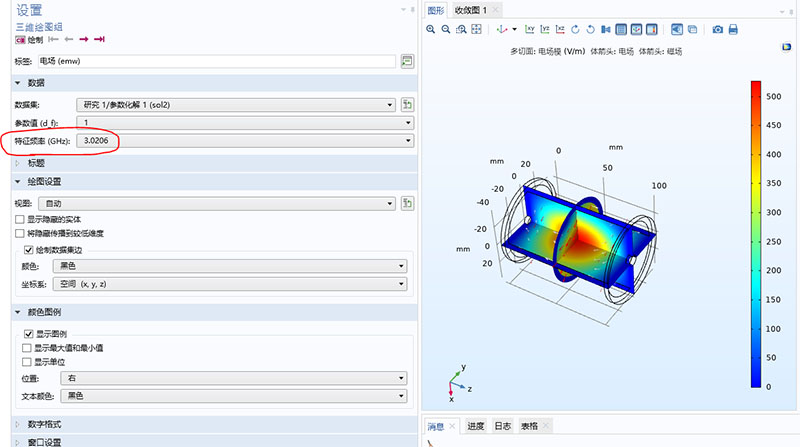 设置
三维绘图组
绘制
标签: 电场 (emw)
数据
数据集: 研究 1/参数化解 1 (sol2)
参数值 (d_f): 1
特征频率 (GHz): 3.0206
标题
绘图设置
视图: 自动
显示隐藏的实体
将隐藏传播到较低维度
绘制数据集边
颜色: 黑色
坐标系: 空间 (x, y, z)
颜色图例
显示图例
显示最大值和最小值
显示单位
位置: 右
文本颜色: 黑色
数字格式
窗口设置
图形 收敛图 1
xy yz xz
多切面: 电场模 (V/m) 体箭头: 电场 体箭头: 磁场
mm
0
20
mm
0
50
-20
-40
100
mm
-20
0
20
y
z
x
500
450
400
350
300
250
200
150
100
50
0
消息 进度 日志 表格